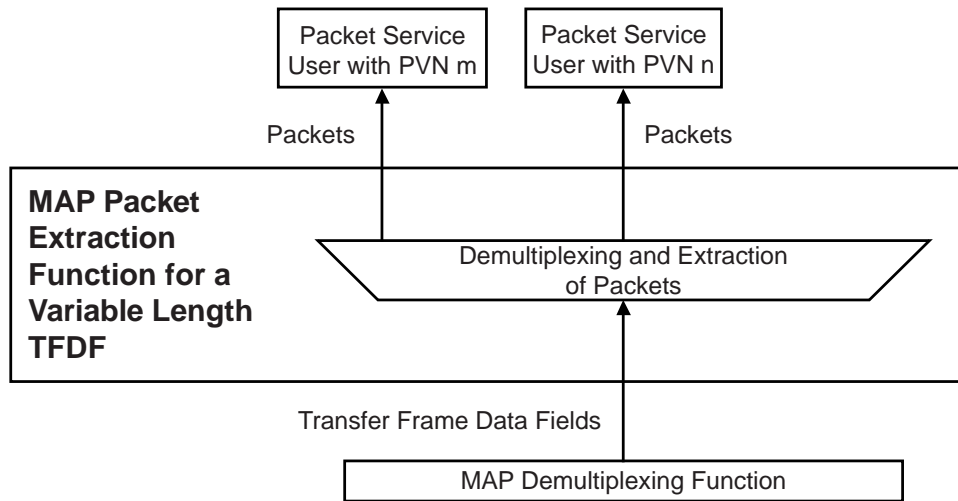 Packet Service
User with PVN m
Packet Service
User with PVN n
Packets
Packets
MAP Packet
Extraction
Function for a
Variable Length
TFDF
Demultiplexing and Extraction
of Packets
Transfer Frame Data Fields
MAP Demultiplexing Function